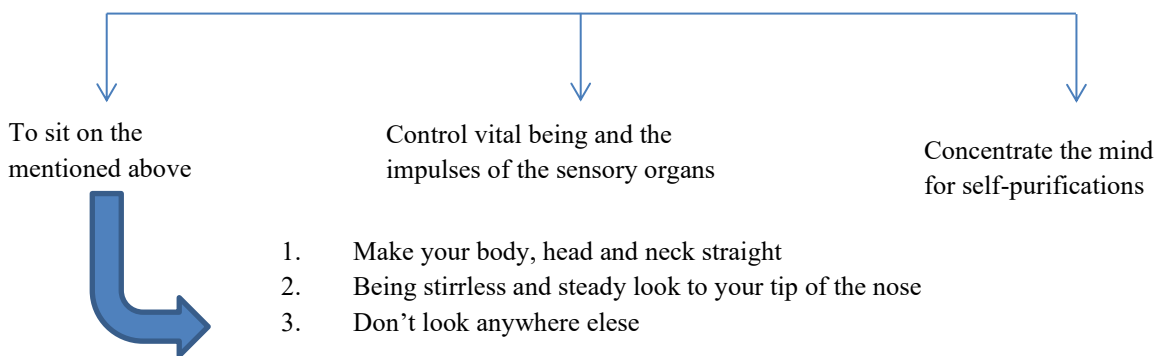 To sit on the
mentioned above
Control vital being and the
impulses of the sensory organs
Concentrate the mind
for self-purifications
1. Make your body, head and neck straight
2. Being stirrless and steady look to your tip of the nose
3. Don’t look anywhere elese